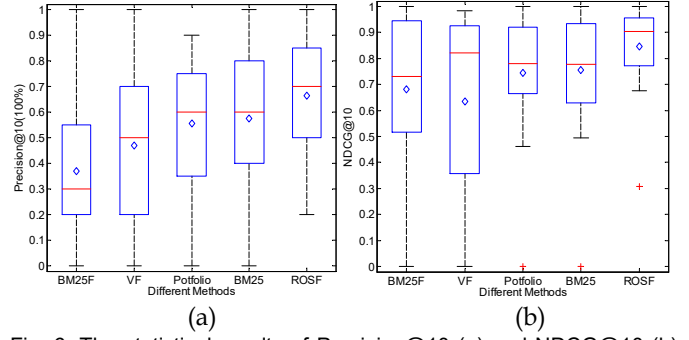 1
0.9
0.8
0.7
0.6
0.5
0.4
0.3
0.2
0.1
0
Precision@10(100%)
BM25F VF Potfolio BM25 ROSF
Different Methods
(a)
1
0.9
0.8
0.7
0.6
0.5
0.4
0.3
0.2
0.1
0
NDCG@10
BM25F VF Potfolio BM25 ROSF
Different Methods
(b)